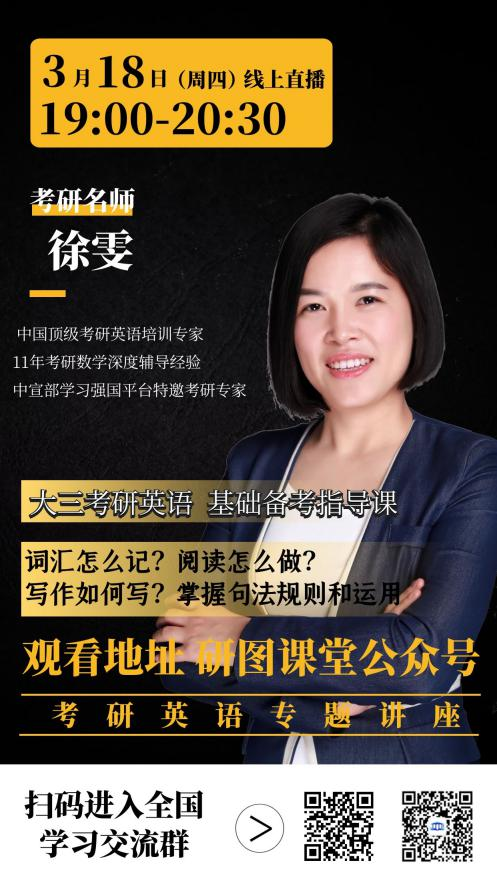 3月18日（周四）线上直播
19:00-20:30
考研名师
徐雯
中国顶级考研英语培训专家
11年考研数学深度辅导经验
中宣部学习强国平台特邀考研专家
大三考研英语 基础备考指导课
词汇怎么记？阅读怎么做？
写作如何写？掌握句法规则和运用
观看地址 研图课堂公众号
考研英语专题讲座
扫码进入全国
学习交流群